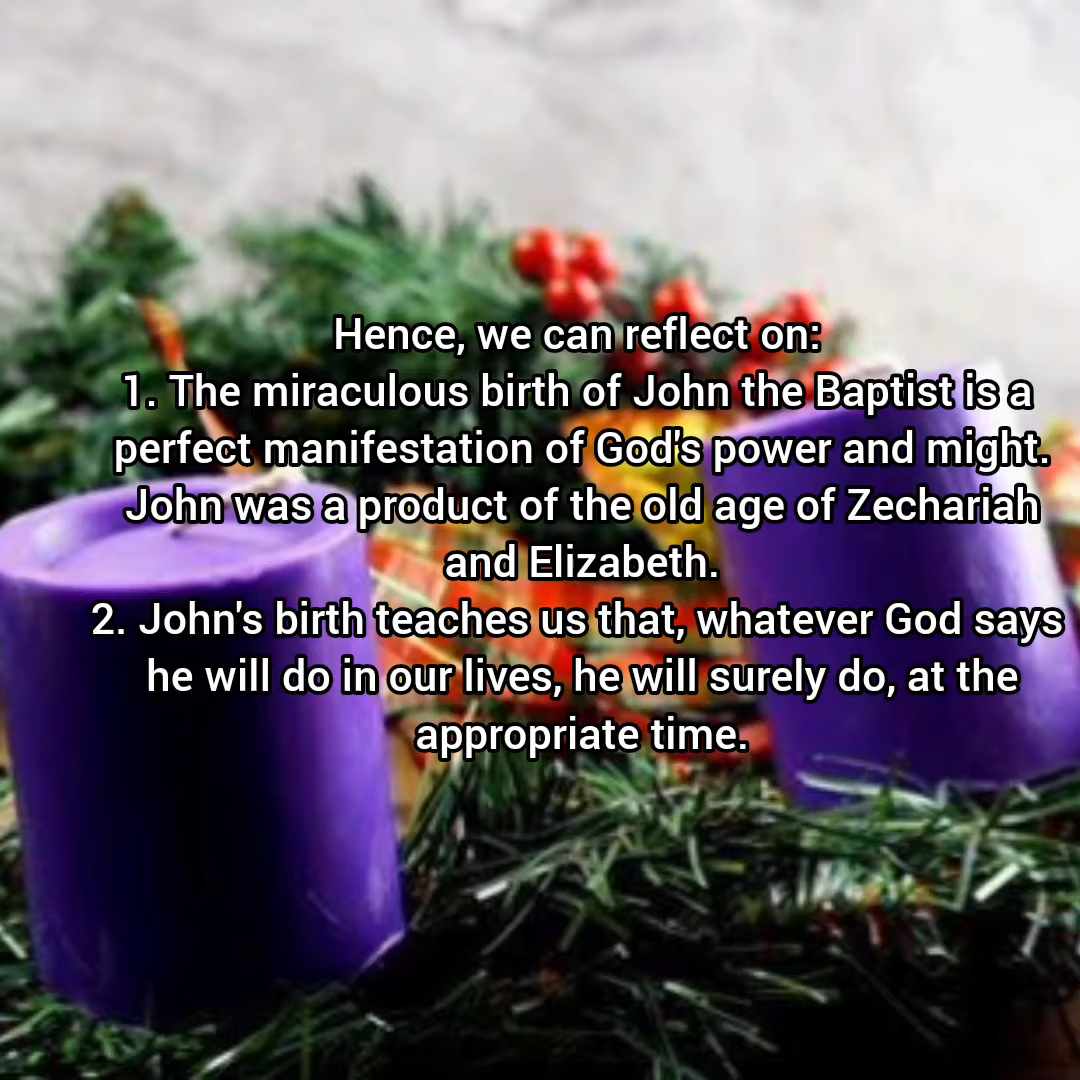 Hence, we can reflect on:
1. The miraculous birth of John the Baptist is a
perfect manifestation of God's power and might.
John was a product of the old age of Zechariah
and Elizabeth.
2. John's birth teaches us that, whatever God says
he will do in our lives, he will surely do, at the
appropriate time.